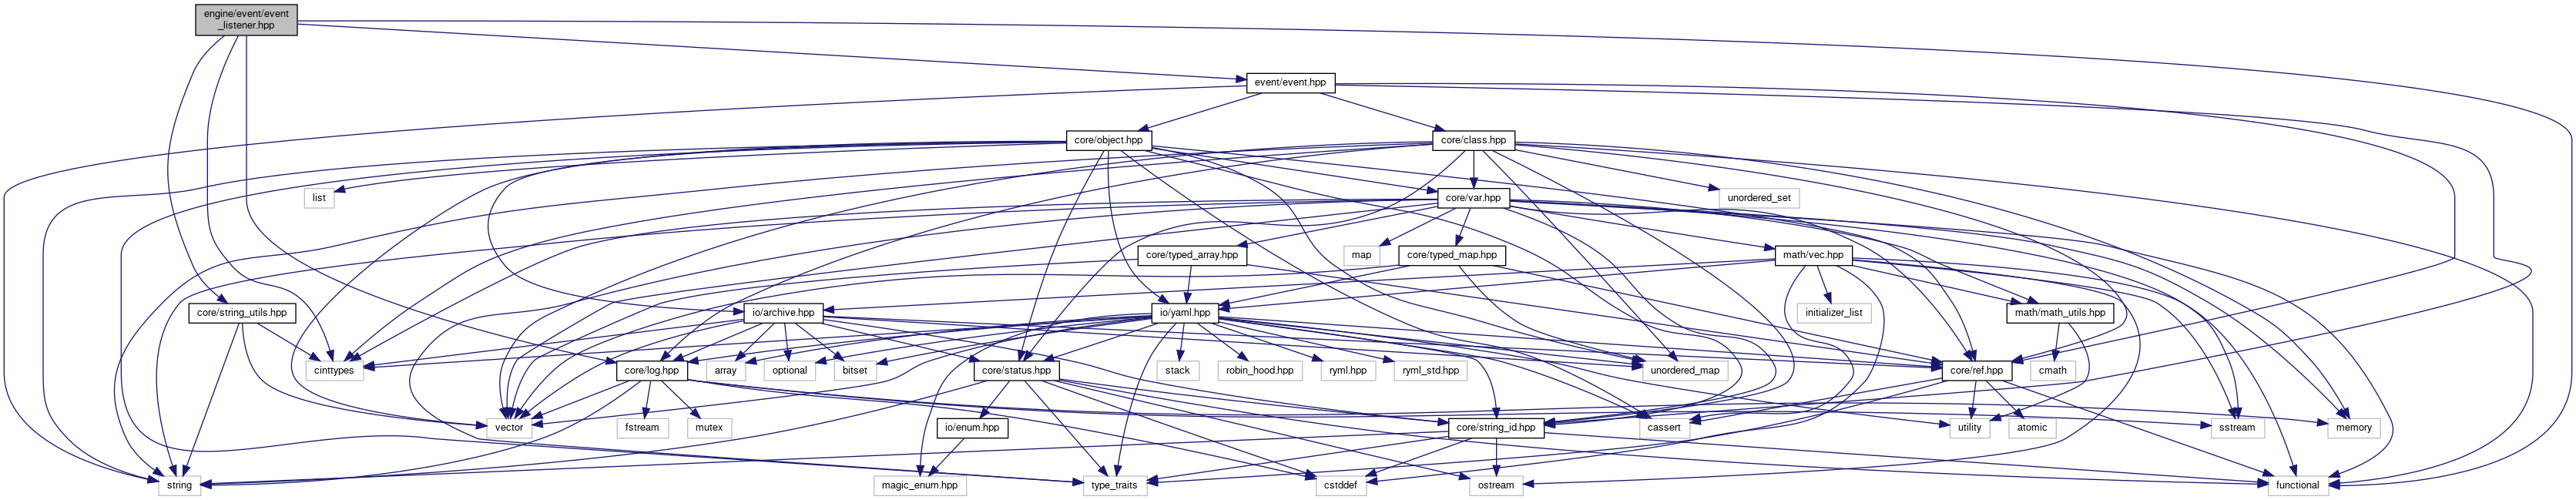 engine/event/event
_listener.hpp
event/event.hpp
core/object.hpp
core/class.hpp
list
core/var.hpp
unordered_set
core/typed_array.hpp
map
core/typed_map.hpp
math/vec.hpp
core/string_utils.hpp
io/archive.hpp
io/yaml.hpp
initializer_list
math/math_utils.hpp
cinttypes
core/log.hpp
array
optional
bitset
core/status.hpp
stack
robin_hood.hpp
ryml.hpp
ryml_std.hpp
unordered_map
core/ref.hpp
cmath
vector
fstream
mutex
io/enum.hpp
core/string_id.hpp
cassert
utility
atomic
sstream
memory
string
magic_enum.hpp
type_traits
cstddef
ostream
functional